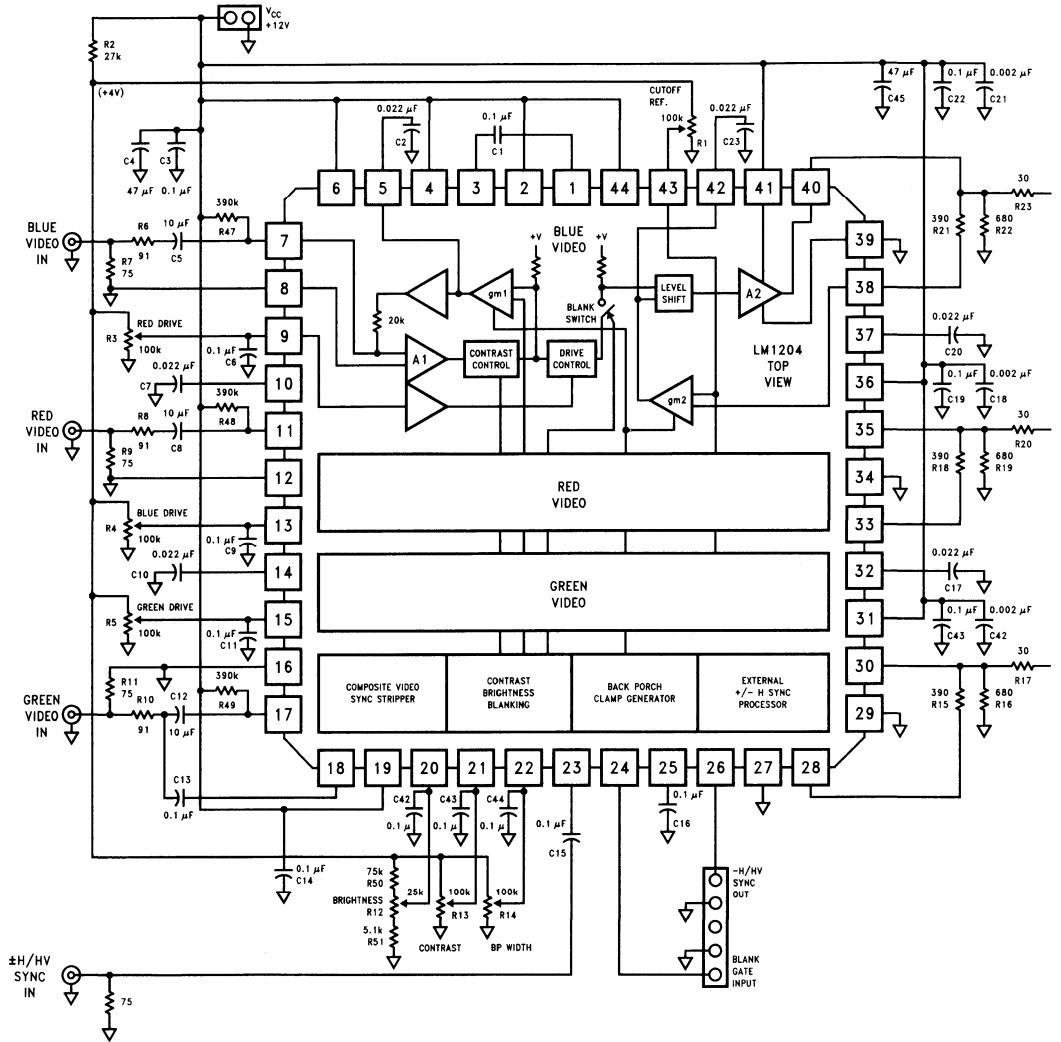 VCC
+12V
R2
27k
(+4V)
CUTOFF
REF.
100k
R1
47 µF
C45
0.1 µF
C22
0.002 µF
C21
0.022 µF
C2
0.1 µF
C1
0.022 µF
C23
C4
47 µF
C3
0.1 µF
6
5
4
3
2
1
44
43
42
41
40
30
R23
390
R21
680
R22
BLUE
VIDEO
IN
R6
91
10 µF
C5
390k
R47
R7
75
7
8
9
10
11
12
13
14
15
16
17
39
38
37
36
35
34
33
32
31
30
29
+V
BLUE
VIDEO
+V
gm1
BLANK
SWITCH
LEVEL
SHIFT
A2
20k
A1
CONTRAST
CONTROL
DRIVE
CONTROL
gm2
LM1204
TOP
VIEW
R3
RED DRIVE
100k
0.1 µF
C6
0.022 µF
C7
0.022 µF
C20
0.1 µF
C19
0.002 µF
C18
RED
VIDEO
IN
R8
91
10 µF
C8
390k
R48
R9
75
30
R20
390
R18
680
R19
RED
VIDEO
R4
BLUE DRIVE
100k
0.1 µF
C9
0.022 µF
C10
0.022 µF
C17
GREEN
VIDEO
R5
GREEN DRIVE
100k
0.1 µF
C11
0.1 µF
C43
0.002 µF
C42
R11
75
GREEN
VIDEO
IN
R10
91
C12
10 µF
390k
R49
30
R17
390
R15
680
R16
COMPOSITE VIDEO
SYNC STRIPPER
CONTRAST
BRIGHTNESS
BLANKING
BACK PORCH
CLAMP GENERATOR
EXTERNAL
+/− H SYNC
PROCESSOR
18
19
20
21
22
23
24
25
26
27
28
C13
0.1 µF
C42
0.1 µ
C43
0.1 µ
C44
0.1 µ
0.1 µF
C15
0.1 µF
C16
0.1 µF
C14
75k
R50
BRIGHTNESS
R12
25k
5.1k
R51
100k
R13
CONTRAST
100k
R14
BP WIDTH
−H/HV
SYNC
OUT
BLANK
GATE
INPUT
±H/HV
SYNC
IN
75